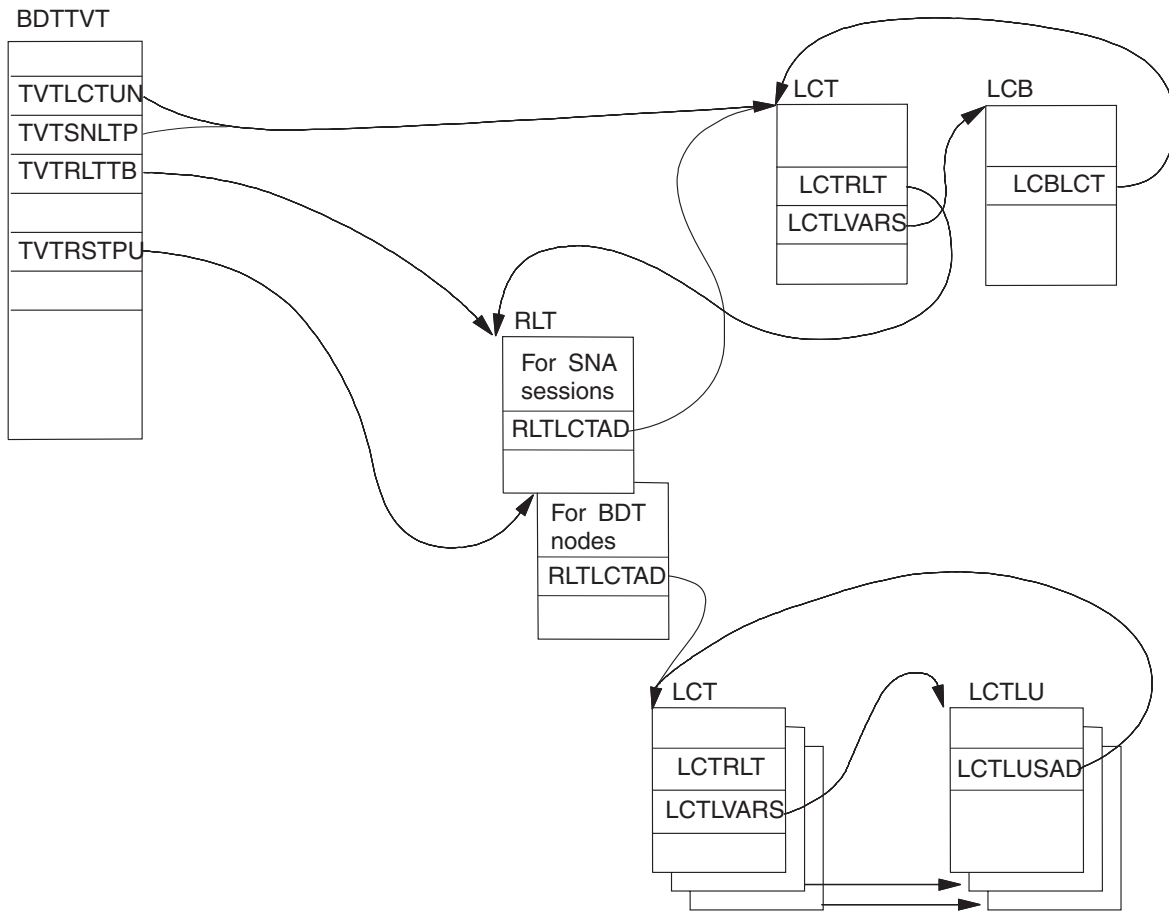 BDTTVT
TVTLCTUN
TVTSNLTP
TVTRLTTB
TVTRSTPU
LCT
LCTRLT
LCTLVARS
LCB
LCBLCT
RLT
For SNA
sessions
RLTLCTAD
For BDT
nodes
RLTLCTAD
LCT
LCTRLT
LCTLVARS
LCTLU
LCTLUSAD